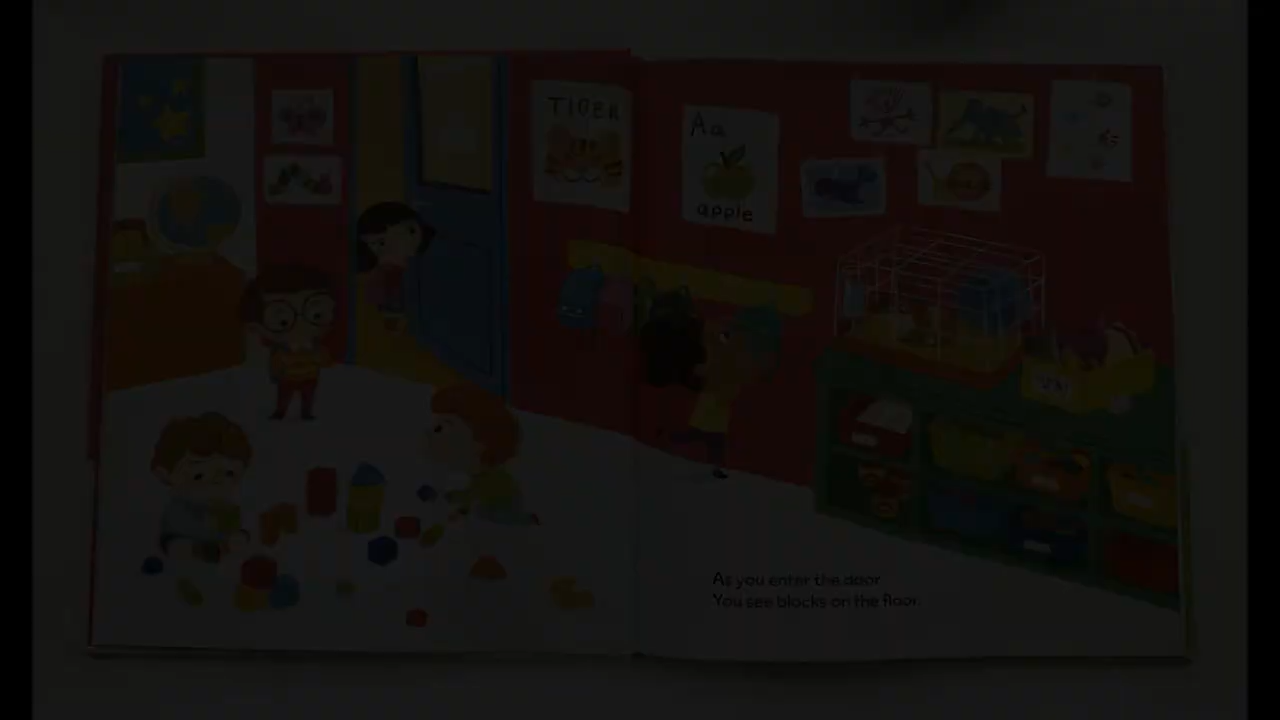 TIGER
Aa
apple
As you enter the door
You see blocks on the floor.